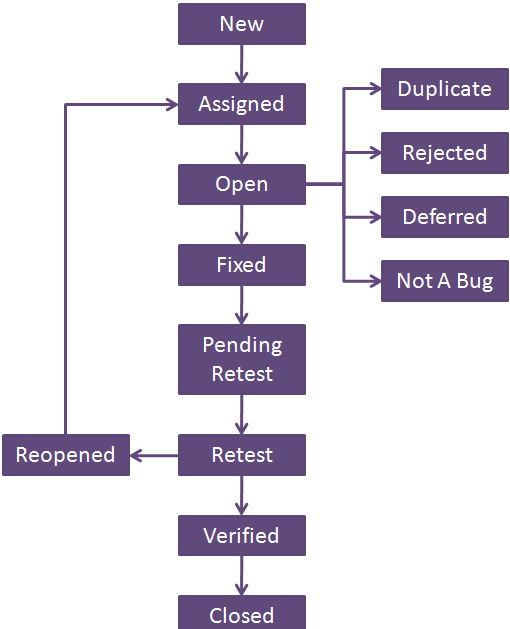 New
Assigned
Duplicate
Rejected
Open
Deferred
Fixed
Not A Bug
Pending
Retest
Reopened
Retest
Verified
Closed